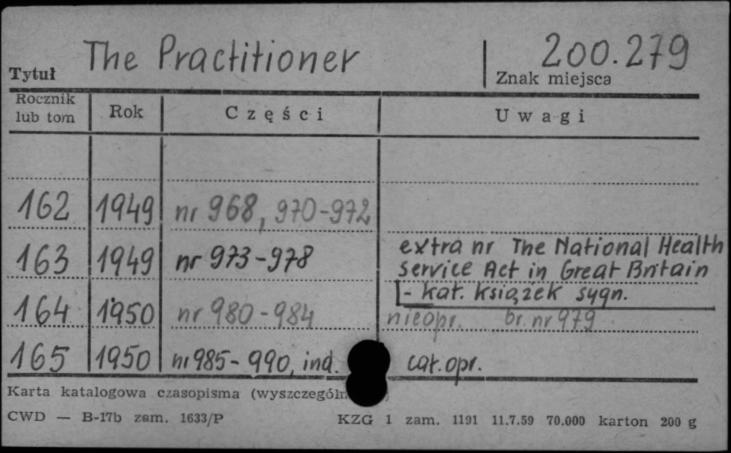 Tytuł The Practitioner 200.279
Znak miejsca
Rocznik lub tom Rok Części Uwagi
162 1949 nr 968, 970-972
163 1949 nr 973-978 extra nr The National Health
Service Act in Great Britain
- kat. książek sygn.
164 1950 nr 980-984 nieopr. br. nr 979
165 1950 nr 985-990, ind. cał. opr.
Karta katalogowa czasopisma
CWD — B-17b zam. 1633/P KZG 1 zam. 1191 11.7.59 70.000 karton 200 g